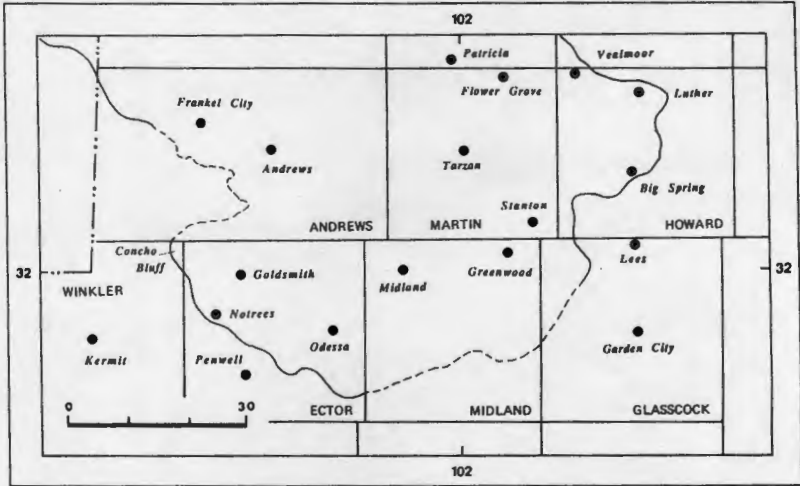 102
Patricia
Vealmoor
Flower Grove
Luther
Frankel City
Andrews
Tarzan
Big Spring
Stanton
ANDREWS
MARTIN
HOWARD
Concho
Bluff
Lees
32
32
Goldsmith
Midland
Greenwood
WINKLER
Notrees
Odessa
Garden City
Kermit
Penwell
0
30
ECTOR
MIDLAND
GLASSCOCK
102